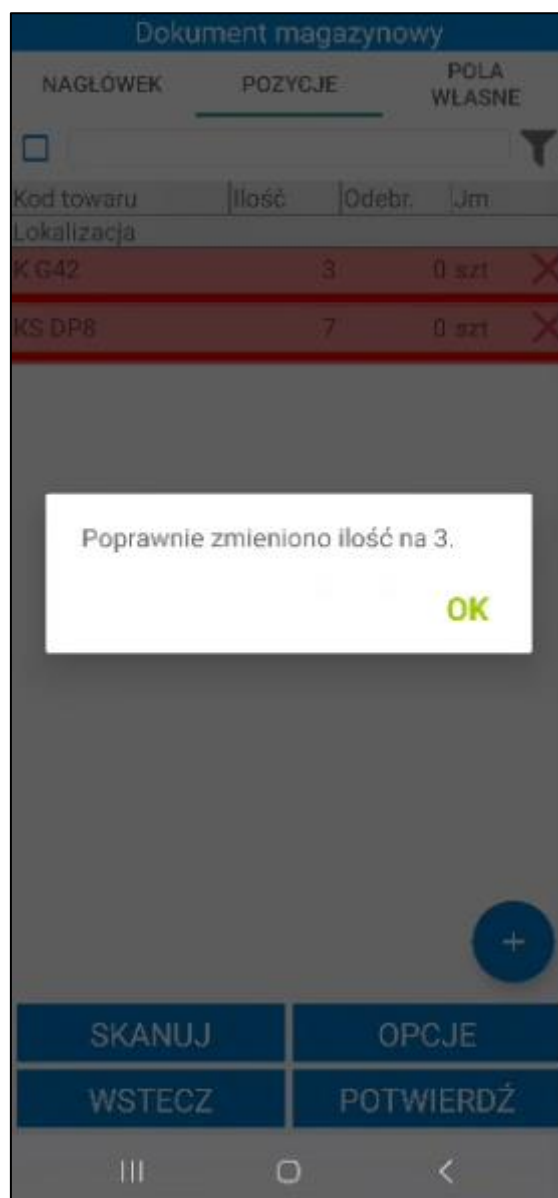 Dokument magazynowy
NAGŁÓWEK POZYCJE POLA WŁASNE
Kod towaru Ilość Odebr. Jm
Lokalizacja
K G42 3 0 szt
KS DP8 7 0 szt
Poprawnie zmieniono ilość na 3.
OK
+
SKANUJ OPCJE
WSTECZ POTWIERDŹ